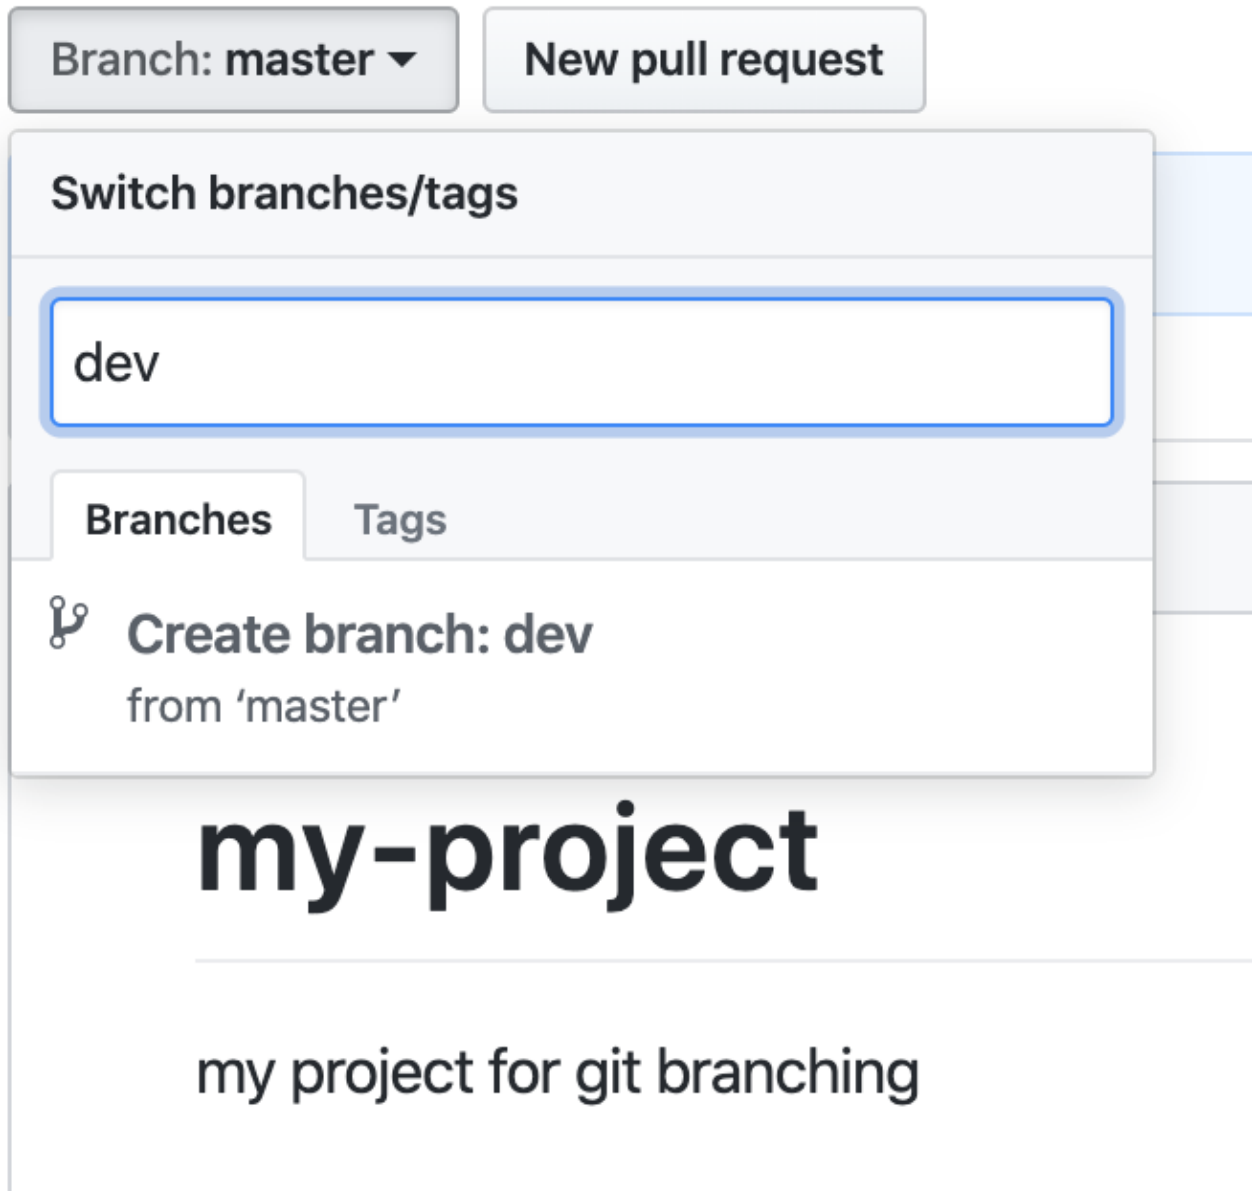 Branch: master
New pull request
Switch branches/tags
dev
Branches
Tags
Create branch: dev
from ‘master’
my-project
my project for git branching